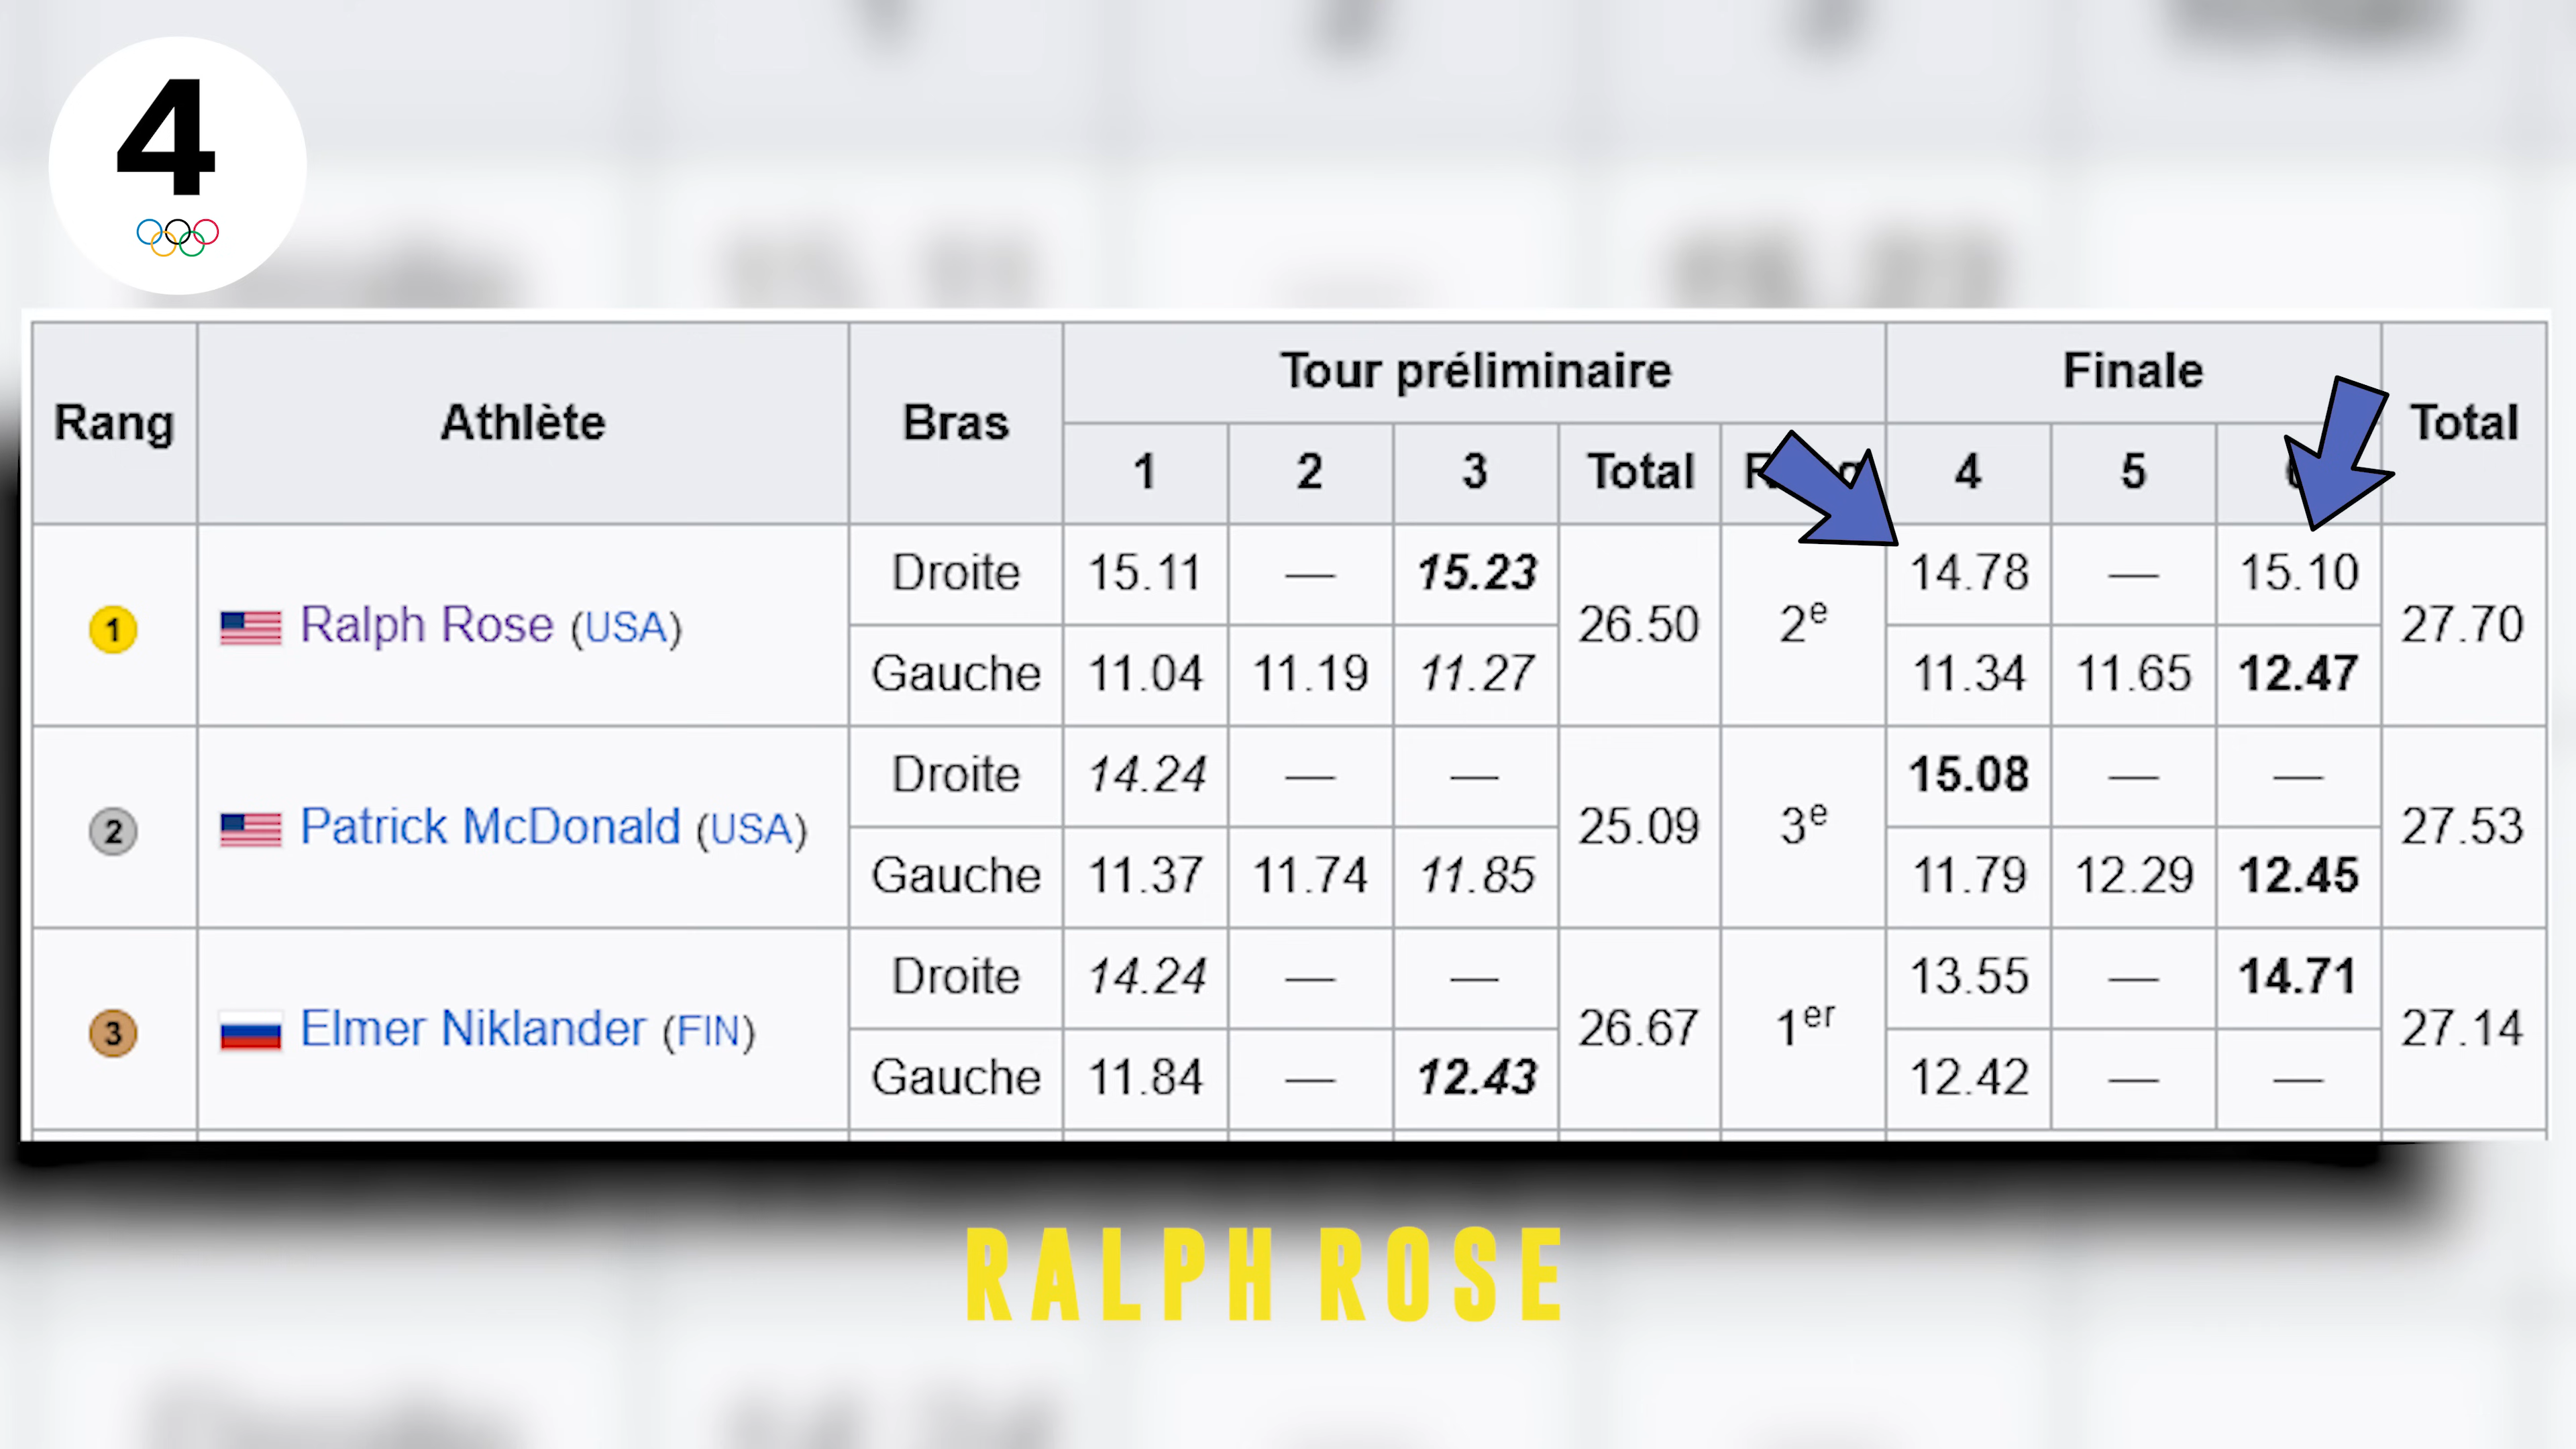 4
Rang Athlète Bras Tour préliminaire Finale Total
1 2 3 Total 4 5
1 Ralph Rose (USA) Droite 15.11 — 15.23 26.50 2e 14.78 — 15.10 27.70
Gauche 11.04 11.19 11.27 11.34 11.65 12.47
2 Patrick McDonald (USA) Droite 14.24 — — 25.09 3e 15.08 — — 27.53
Gauche 11.37 11.74 11.85 11.79 12.29 12.45
3 Elmer Niklander (FIN) Droite 14.24 — — 26.67 1er 13.55 — 14.71 27.14
Gauche 11.84 — 12.43 12.42 — —
RALPH ROSE